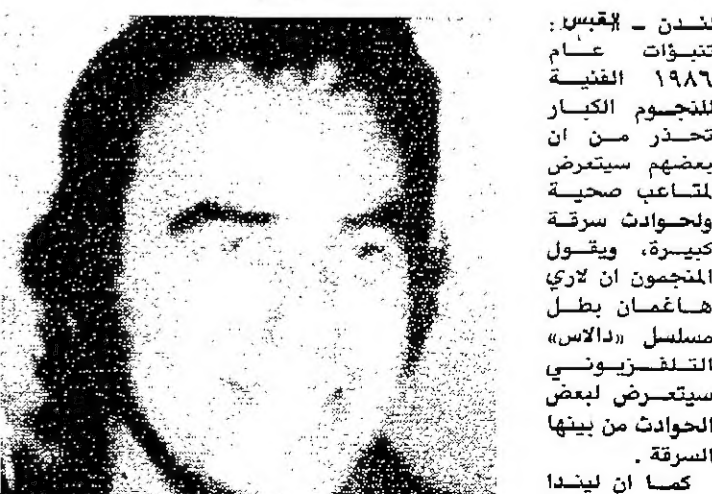 لندن - القبس:
تنبؤات عام
١٩٨٦ الفنية
للنجوم الكبار
تحذر من ان
بعضهم سيتعرض
لمتاعب صحية
ولحوادث سرقة
كبيرة، ويقول
المنجمون ان لاري
هاغمان بطل
مسلسل «دالاس»
التلفزيوني
سيتعرض لبعض
الحوادث من بينها
السرقة .
كما ان ليندا